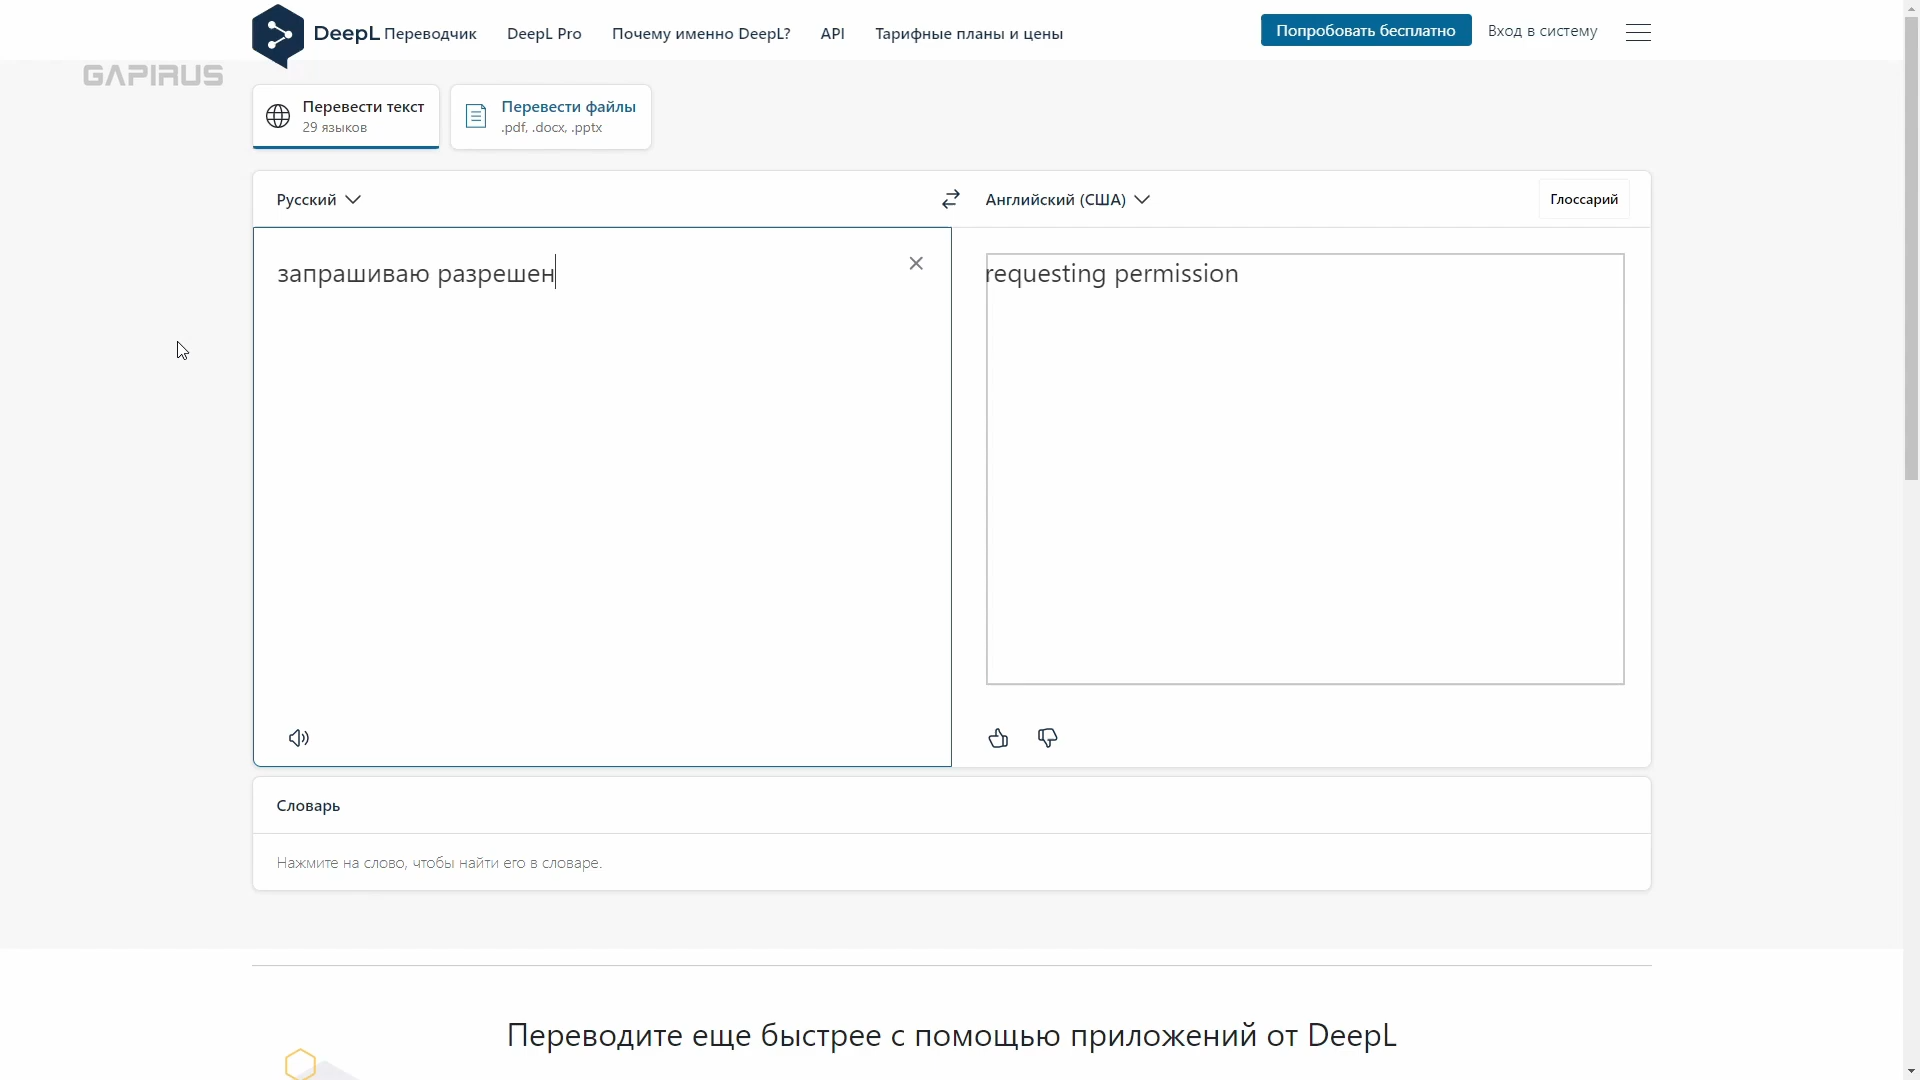 DeepL Переводчик DeepL Pro Почему именно DeepL? API Тарифные планы и цены Попробовать бесплатно Вход в систему
GAPIRUS
Перевести текст
29 языков
Перевести файлы
.pdf, .docx, .pptx
Русский Английский (США) Глоссарий
запрашиваю разрешен
requesting permission
Словарь
Нажмите на слово, чтобы найти его в словаре.
Переводите еще быстрее с помощью приложений от DeepL